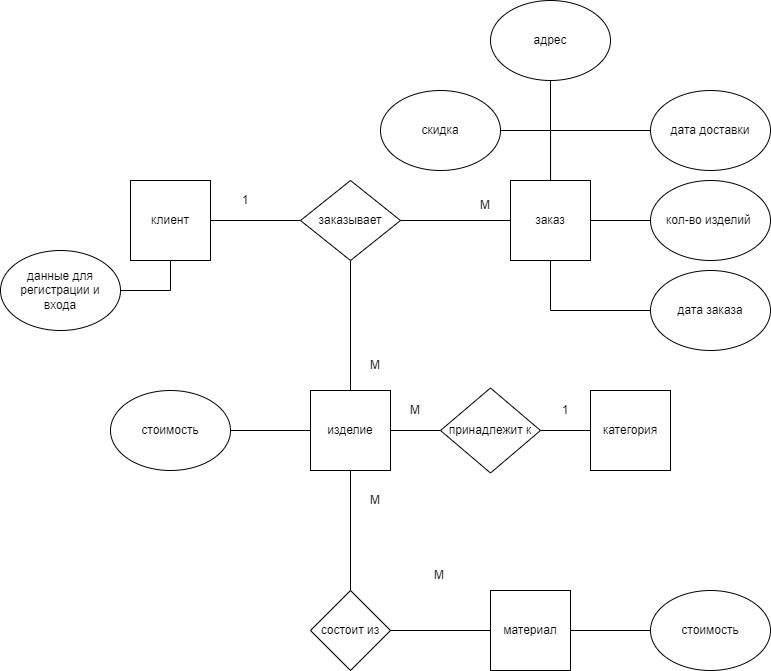 адрес
скидка
дата доставки
клиент
1
заказывает
М
заказ
кол-во изделий
данные для
регистрации и
входа
дата заказа
М
стоимость
изделие
М
принадлежит к
1
категория
М
М
состоит из
материал
стоимость